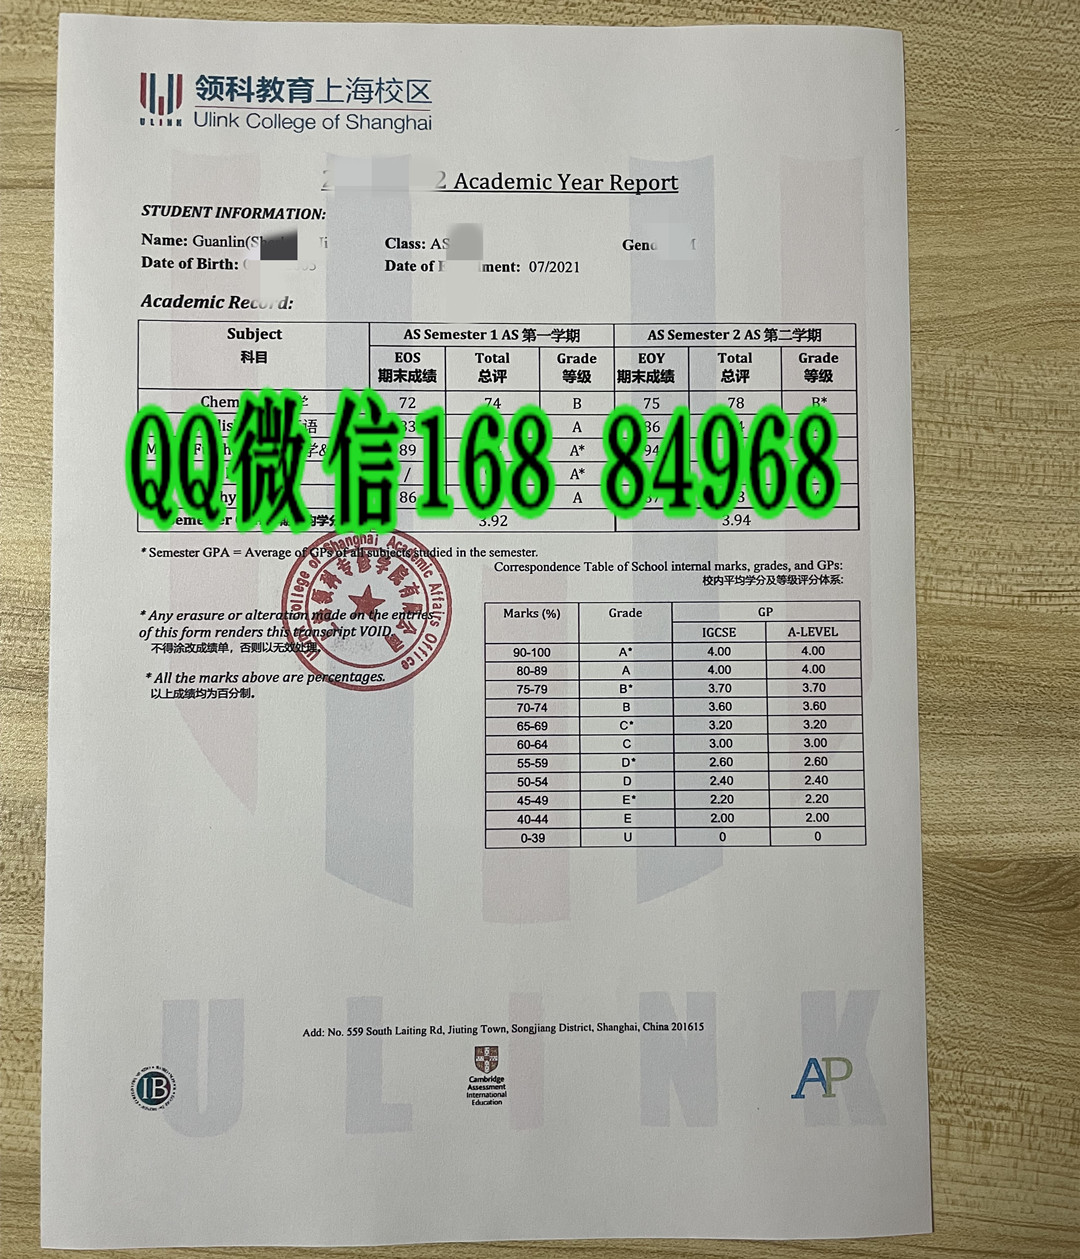 领科教育上海校区
ULINK
Ulink College of Shanghai
2 Academic Year Report
STUDENT INFORMATION:
Name: Guanlin( Class: AS
Date of Birth: Date of 07/2021
Academic Record:
Subject AS Semester 1 AS 第一学期 AS Semester 2 AS 第二学期
科目 EOS Total Grade EOY Total Grade
期末成绩 总评 等级 期末成绩 总评 等级
72 74 B 75 78 B*
A
89 A* 94
/ A*
86 A
3.92 3.94
QQ微信168 84968
* Semester GPA = Average of GPs of all subjects studied in the semester.
Correspondence Table of School internal marks, grades, and GPs:
校内平均学分及等级评分体系:
* Any erasure or alteration made on the entries
of this form renders this transcript VOID
不得涂改成绩单，否则以无效处理。
* All the marks above are percentages.
以上成绩均为百分制。
College of Shanghai Academic Affairs Office
Marks (%) Grade GP
IGCSE A-LEVEL
90-100 A* 4.00 4.00
80-89 A 4.00 4.00
75-79 B* 3.70 3.70
70-74 B 3.60 3.60
65-69 C* 3.20 3.20
60-64 C 3.00 3.00
55-59 D* 2.60 2.60
50-54 D 2.40 2.40
45-49 E* 2.20 2.20
40-44 E 2.00 2.00
0-39 U 0 0
ULINK
Add: No. 559 South Laiting Rd, Jiuting Town, Songjiang District, Shanghai, China 201615
IB
Cambridge
Assessment
International
Education
AP